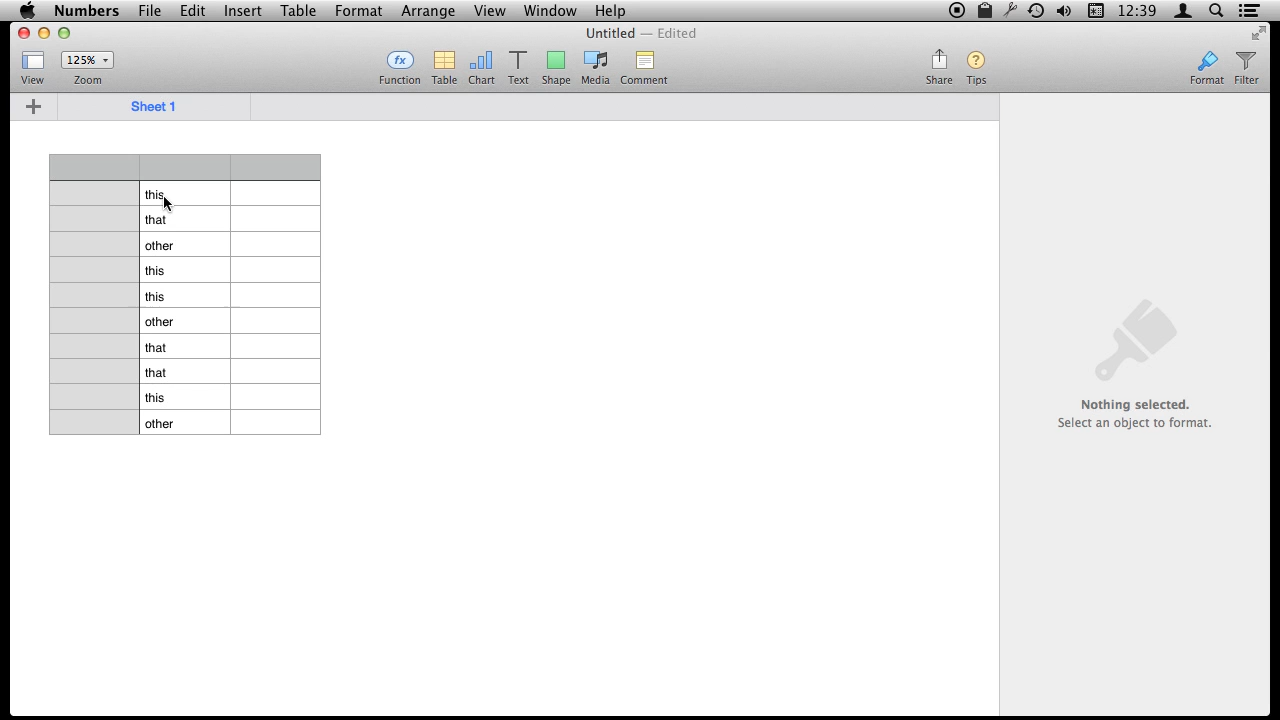 Numbers File Edit Insert Table Format Arrange View Window Help 12:39
Untitled — Edited
125%
fx ?
View Zoom Function Table Chart Text Shape Media Comment Share Tips Format Filter
Sheet 1
this
that
other
this
this
other
that
that
this
other
Nothing selected.
Select an object to format.